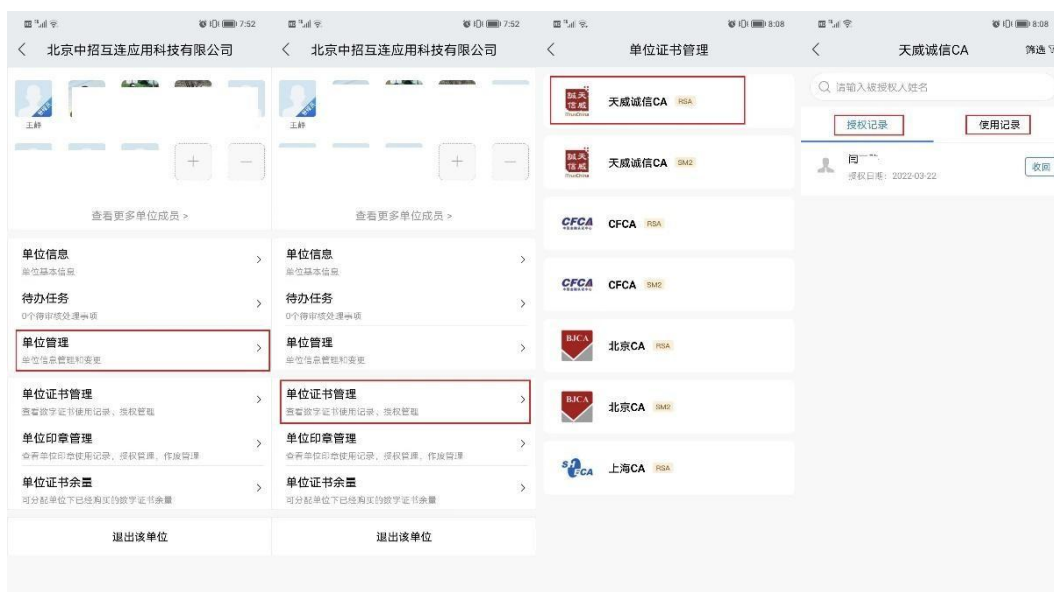 7:52
北京中招互连应用科技有限公司
王峰
查看更多单位成员 >
单位信息
单位基本信息
待办任务
0个待审核处理事项
单位管理
单位信息管理和变更
单位证书管理
查看数字证书使用记录、授权管理
单位印章管理
查看单位印章使用记录、授权管理、作废管理
单位证书余量
可分配单位下已经购买的数字证书余量
退出该单位
7:52
北京中招互连应用科技有限公司
王峰
查看更多单位成员 >
单位信息
单位基本信息
待办任务
0个待审核处理事项
单位管理
单位信息管理和变更
单位证书管理
查看数字证书使用记录、授权管理
单位印章管理
查看单位印章使用记录、授权管理、作废管理
单位证书余量
可分配单位下已经购买的数字证书余量
退出该单位
8:08
单位证书管理
天威诚信CA RSA
天威诚信CA SM2
CFCA CFCA RSA
CFCA CFCA SM2
BJCA 北京CA RSA
BJCA 北京CA SM2
SHECA 上海CA RSA
8:08
天威诚信CA 筛选
请输入被授权人姓名
授权记录 使用记录
闫
授权日期：2022-03-22
收回